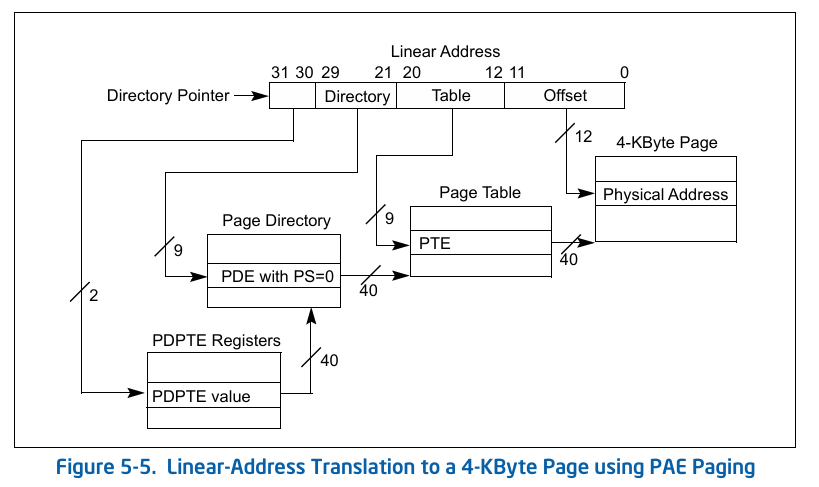 Linear Address
31 30 29 21 20 12 11 0
Directory Pointer Directory Table Offset
12
4-KByte Page
Physical Address
Page Table
9
PTE
40
Page Directory
9
PDE with PS=0
40
2
PDPTE Registers
40
PDPTE value
Figure 5-5. Linear-Address Translation to a 4-KByte Page using PAE Paging